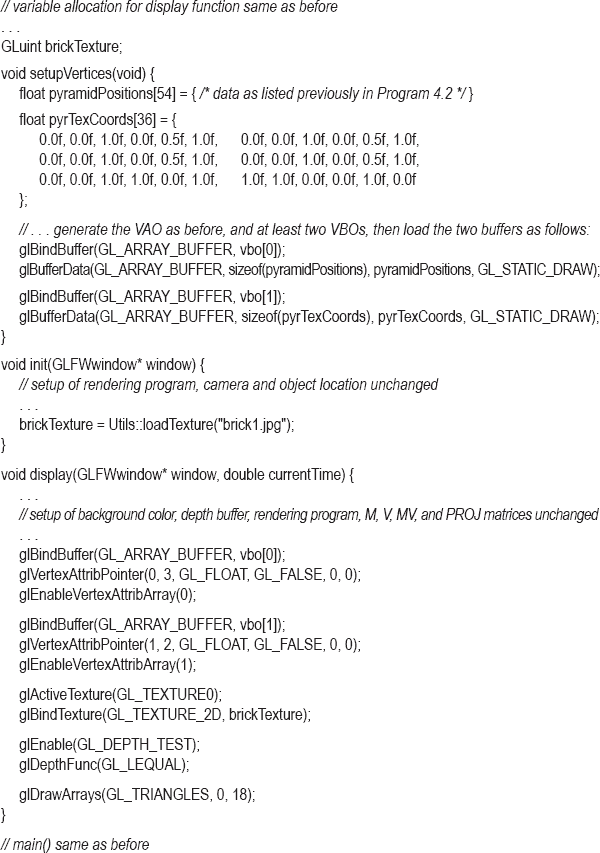 // variable allocation for display function same as before
. . .
GLuint brickTexture;
void setupVertices(void) {
float pyramidPositions[54] = { /* data as listed previously in Program 4.2 */ }
float pyrTexCoords[36] = {
0.0f, 0.0f, 1.0f, 0.0f, 0.5f, 1.0f, 0.0f, 0.0f, 1.0f, 0.0f, 0.5f, 1.0f,
0.0f, 0.0f, 1.0f, 0.0f, 0.5f, 1.0f, 0.0f, 0.0f, 1.0f, 0.0f, 0.5f, 1.0f,
0.0f, 0.0f, 1.0f, 1.0f, 0.0f, 1.0f, 1.0f, 1.0f, 0.0f, 0.0f, 1.0f, 0.0f
};
// . . . generate the VAO as before, and at least two VBOs, then load the two buffers as follows:
glBindBuffer(GL_ARRAY_BUFFER, vbo[0]);
glBufferData(GL_ARRAY_BUFFER, sizeof(pyramidPositions), pyramidPositions, GL_STATIC_DRAW);
glBindBuffer(GL_ARRAY_BUFFER, vbo[1]);
glBufferData(GL_ARRAY_BUFFER, sizeof(pyrTexCoords), pyrTexCoords, GL_STATIC_DRAW);
}
void init(GLFWwindow* window) {
// setup of rendering program, camera and object location unchanged
. . .
brickTexture = Utils::loadTexture("brick1.jpg");
}
void display(GLFWwindow* window, double currentTime) {
. . .
// setup of background color, depth buffer, rendering program, M, V, MV, and PROJ matrices unchanged
. . .
glBindBuffer(GL_ARRAY_BUFFER, vbo[0]);
glVertexAttribPointer(0, 3, GL_FLOAT, GL_FALSE, 0, 0);
glEnableVertexAttribArray(0);
glBindBuffer(GL_ARRAY_BUFFER, vbo[1]);
glVertexAttribPointer(1, 2, GL_FLOAT, GL_FALSE, 0, 0);
glEnableVertexAttribArray(1);
glActiveTexture(GL_TEXTURE0);
glBindTexture(GL_TEXTURE_2D, brickTexture);
glEnable(GL_DEPTH_TEST);
glDepthFunc(GL_LEQUAL);
glDrawArrays(GL_TRIANGLES, 0, 18);
}
// main() same as before